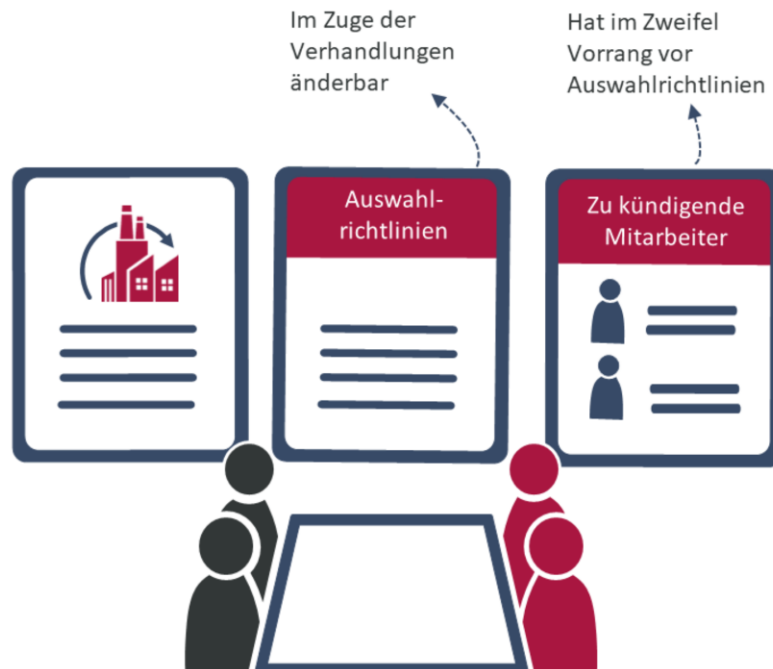 Im Zuge der
Verhandlungen
änderbar
Hat im Zweifel
Vorrang vor
Auswahlrichtlinien
Auswahl-
richtlinien
Zu kündigende
Mitarbeiter